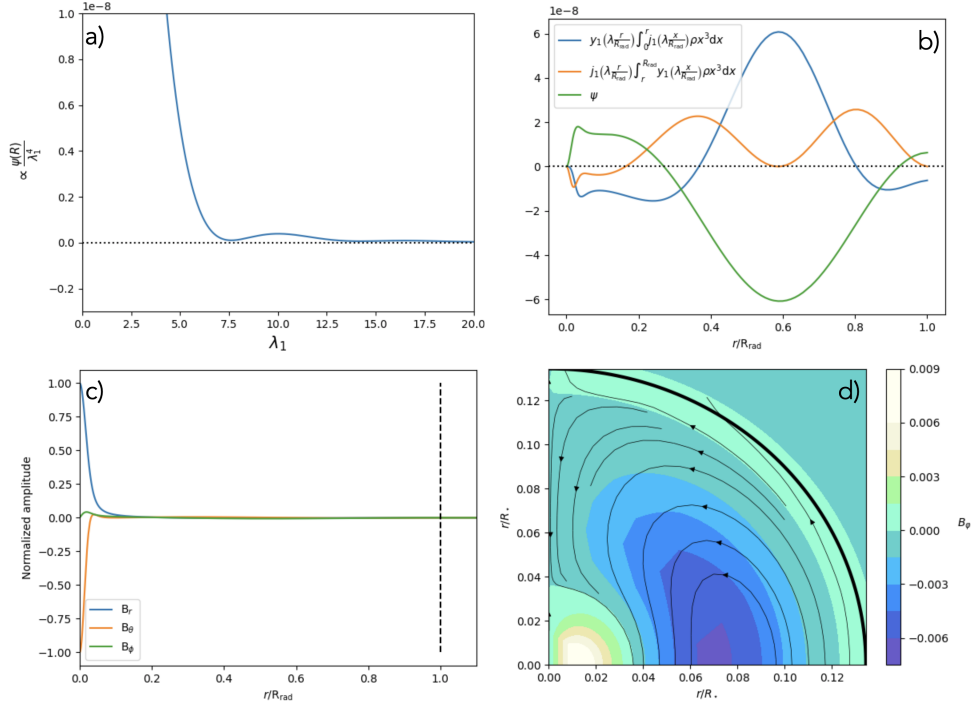 a)
1e-8
1.0
0.8
0.6
0.4
0.2
0.0
−0.2
∝ ψ(R)/λ₁⁴
0.0 2.5 5.0 7.5 10.0 12.5 15.0 17.5 20.0
λ₁
b)
1e−8
y₁(λ r/R_rad)∫₀ʳ j₁(λ x/R_rad)ρx³dx
j₁(λ r/R_rad)∫ᵣ^R_rad y₁(λ x/R_rad)ρx³dx
ψ
6
4
2
0
−2
−4
−6
0.0 0.2 0.4 0.6 0.8 1.0
r/R_rad
c)
1.00
0.75
0.50
0.25
0.00
−0.25
−0.50
−0.75
−1.00
Normalized amplitude
B_r
B_θ
B_ϕ
0.0 0.2 0.4 0.6 0.8 1.0
r/R_rad
d)
0.12
0.10
0.08
0.06
0.04
0.02
0.00
r/R⋆
0.00 0.02 0.04 0.06 0.08 0.10 0.12
r/R⋆
0.009
0.006
0.003
0.000
−0.003
−0.006
B_φ